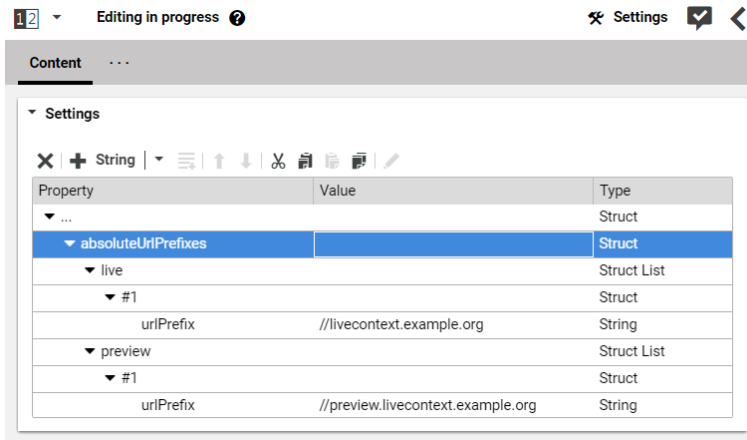 12 Editing in progress ? Settings
Content ...
Settings
String
Property Value Type
... Struct
absoluteUrlPrefixes Struct
live Struct List
#1 Struct
urlPrefix //livecontext.example.org String
preview Struct List
#1 Struct
urlPrefix //preview.livecontext.example.org String